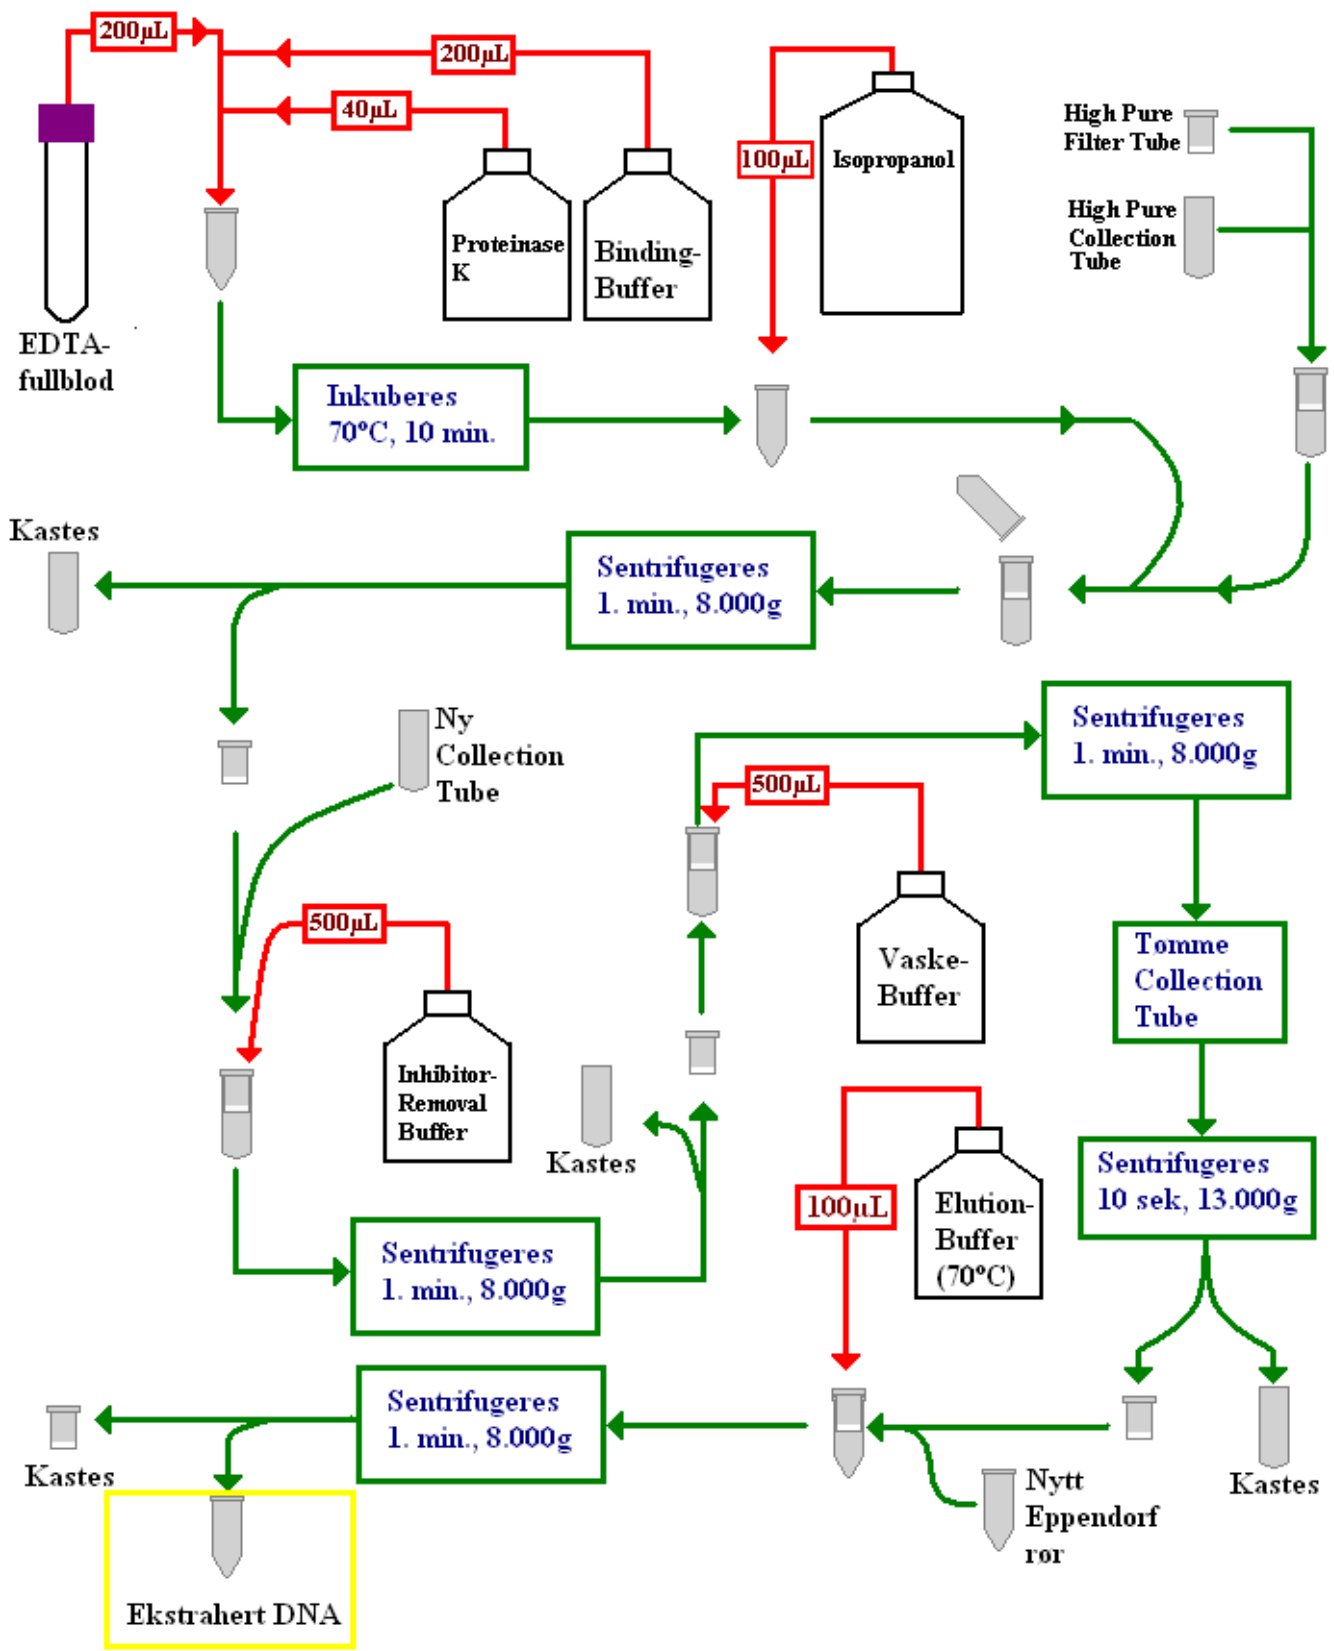 200µL
200µL
40µL
100µL
EDTA-
fullblod
Proteinase
K
Binding-
Buffer
Isopropanol
High Pure
Filter Tube
High Pure
Collection
Tube
Inkuberes
70°C, 10 min.
Kastes
Sentrifugeres
1. min., 8.000g
Ny
Collection
Tube
500µL
Inhibitor-
Removal
Buffer
Sentrifugeres
1. min., 8.000g
Kastes
500µL
Vaske-
Buffer
Sentrifugeres
1. min., 8.000g
Tømme
Collection
Tube
Sentrifugeres
10 sek, 13.000g
Kastes
100µL
Elution-
Buffer
(70°C)
Nytt
Eppendorf
rør
Sentrifugeres
1. min., 8.000g
Kastes
Ekstrahert DNA